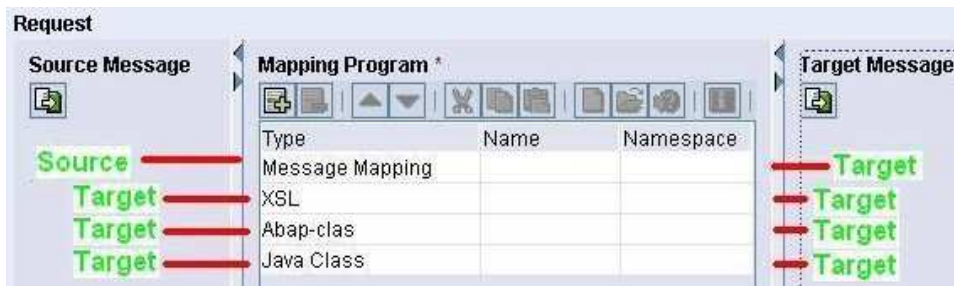 Request
Source Message
Mapping Program *
Target Message
Type Name Namespace
Source Message Mapping Target
Target XSL Target
Target Abap-clas Target
Target Java Class Target